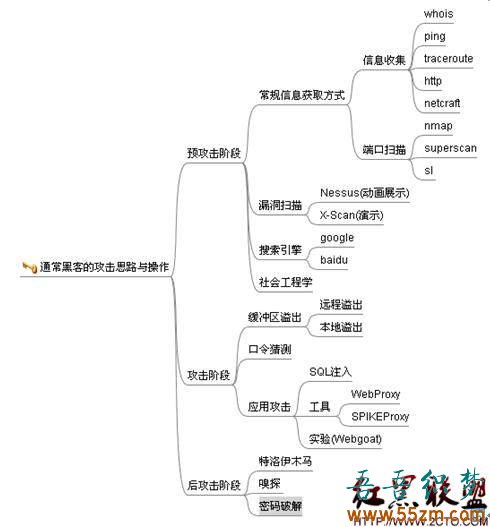 whois
ping
信息收集
traceroute
http
常规信息获取方式
netcraft
nmap
端口扫描
superscan
预攻击阶段
sl
Nessus(动画展示)
漏洞扫描
X-Scan(演示)
google
搜索引擎
baidu
通常黑客的攻击思路与操作
社会工程学
远程溢出
缓冲区溢出
本地溢出
口令猜测
SQL注入
攻击阶段
WebProxy
应用攻击
工具
SPIKEProxy
实验(Webgoat)
特洛伊木马
后攻击阶段
嗅探
密码破解
红黑联盟
www.55zm.com